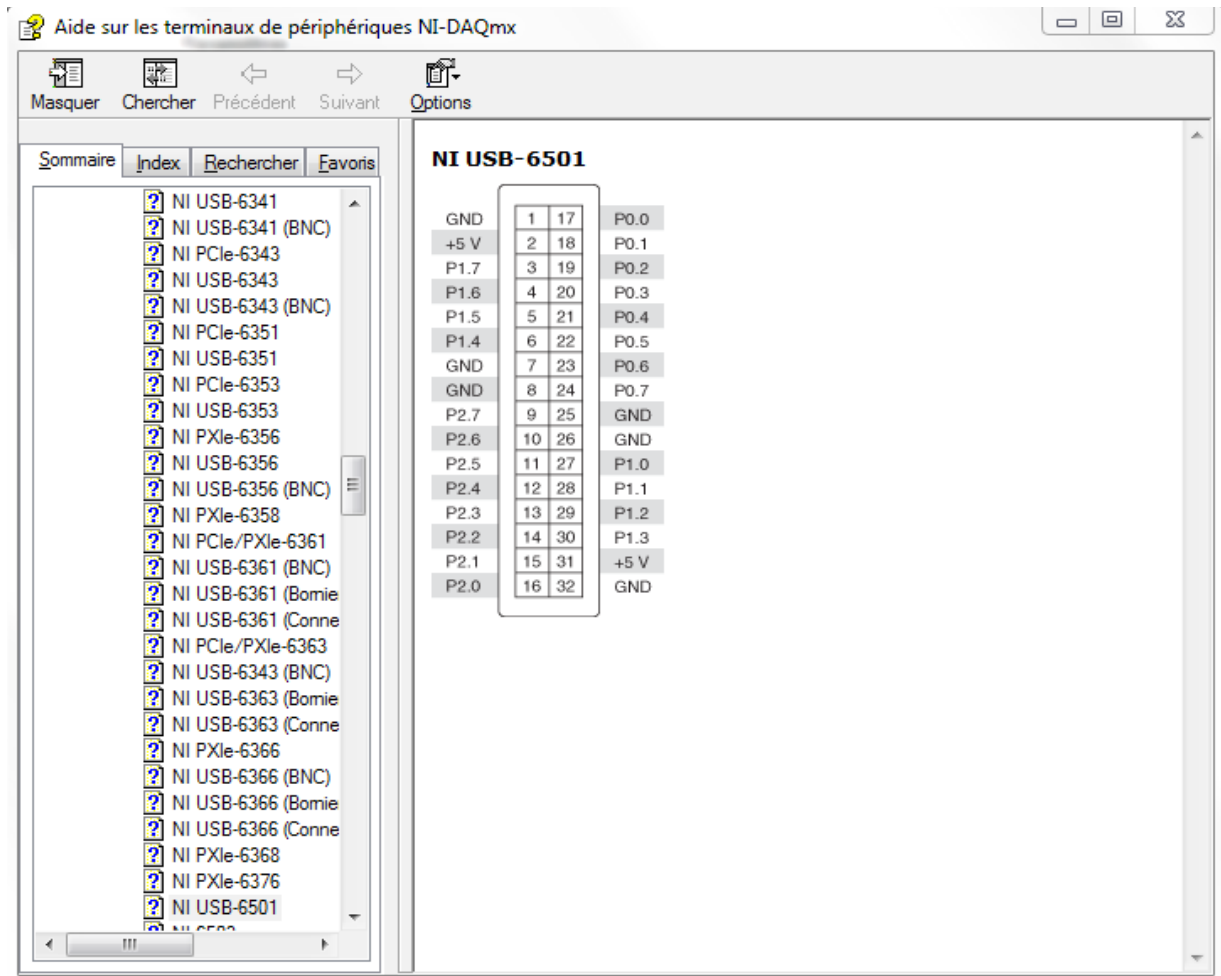 Aide sur les terminaux de périphériques NI-DAQmx
Masquer Chercher Précédent Suivant Options
Sommaire Index Rechercher Favoris
NI USB-6341
NI USB-6341 (BNC)
NI PCIe-6343
NI USB-6343
NI USB-6343 (BNC)
NI PCIe-6351
NI USB-6351
NI PCIe-6353
NI USB-6353
NI PXIe-6356
NI USB-6356
NI USB-6356 (BNC)
NI PXIe-6358
NI PCIe/PXIe-6361
NI USB-6361 (BNC)
NI USB-6361 (Bornie
NI USB-6361 (Conne
NI PCIe/PXIe-6363
NI USB-6343 (BNC)
NI USB-6363 (Bornie
NI USB-6363 (Conne
NI PXIe-6366
NI USB-6366 (BNC)
NI USB-6366 (Bornie
NI USB-6366 (Conne
NI PXIe-6368
NI PXIe-6376
NI USB-6501
NI USB-6501
GND 1 17 P0.0
+5 V 2 18 P0.1
P1.7 3 19 P0.2
P1.6 4 20 P0.3
P1.5 5 21 P0.4
P1.4 6 22 P0.5
GND 7 23 P0.6
GND 8 24 P0.7
P2.7 9 25 GND
P2.6 10 26 GND
P2.5 11 27 P1.0
P2.4 12 28 P1.1
P2.3 13 29 P1.2
P2.2 14 30 P1.3
P2.1 15 31 +5 V
P2.0 16 32 GND